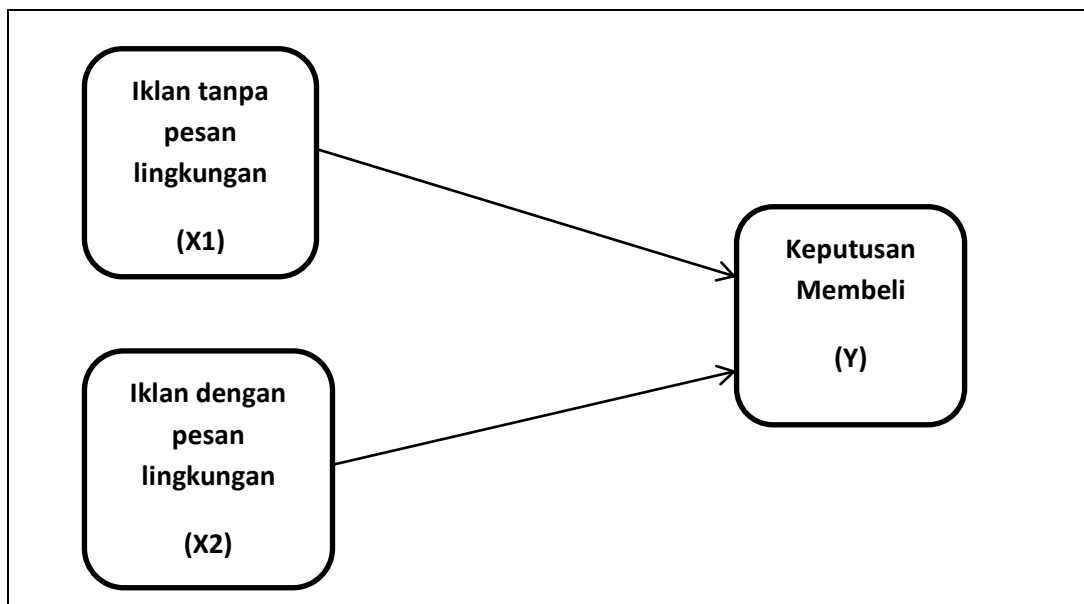 Iklan tanpa
pesan
lingkungan
(X1)
Keputusan
Membeli
(Y)
Iklan dengan
pesan
lingkungan
(X2)